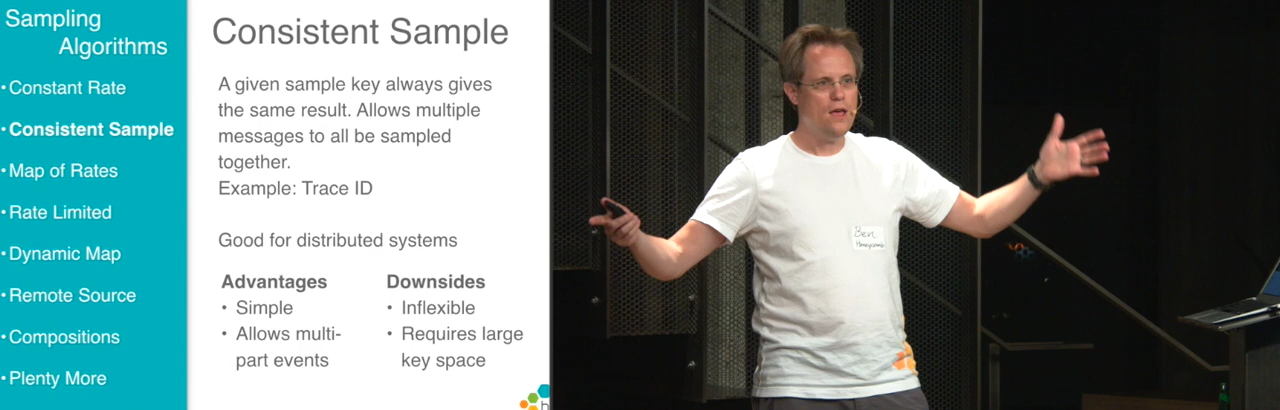 Sampling
Algorithms
•Constant Rate
•Consistent Sample
•Map of Rates
•Rate Limited
•Dynamic Map
•Remote Source
•Compositions
•Plenty More
Consistent Sample
A given sample key always gives
the same result. Allows multiple
messages to all be sampled
together.
Example: Trace ID
Good for distributed systems
Advantages
• Simple
• Allows multi-
part events
Downsides
• Inflexible
• Requires large
key space
h
Ben
Honeycomb